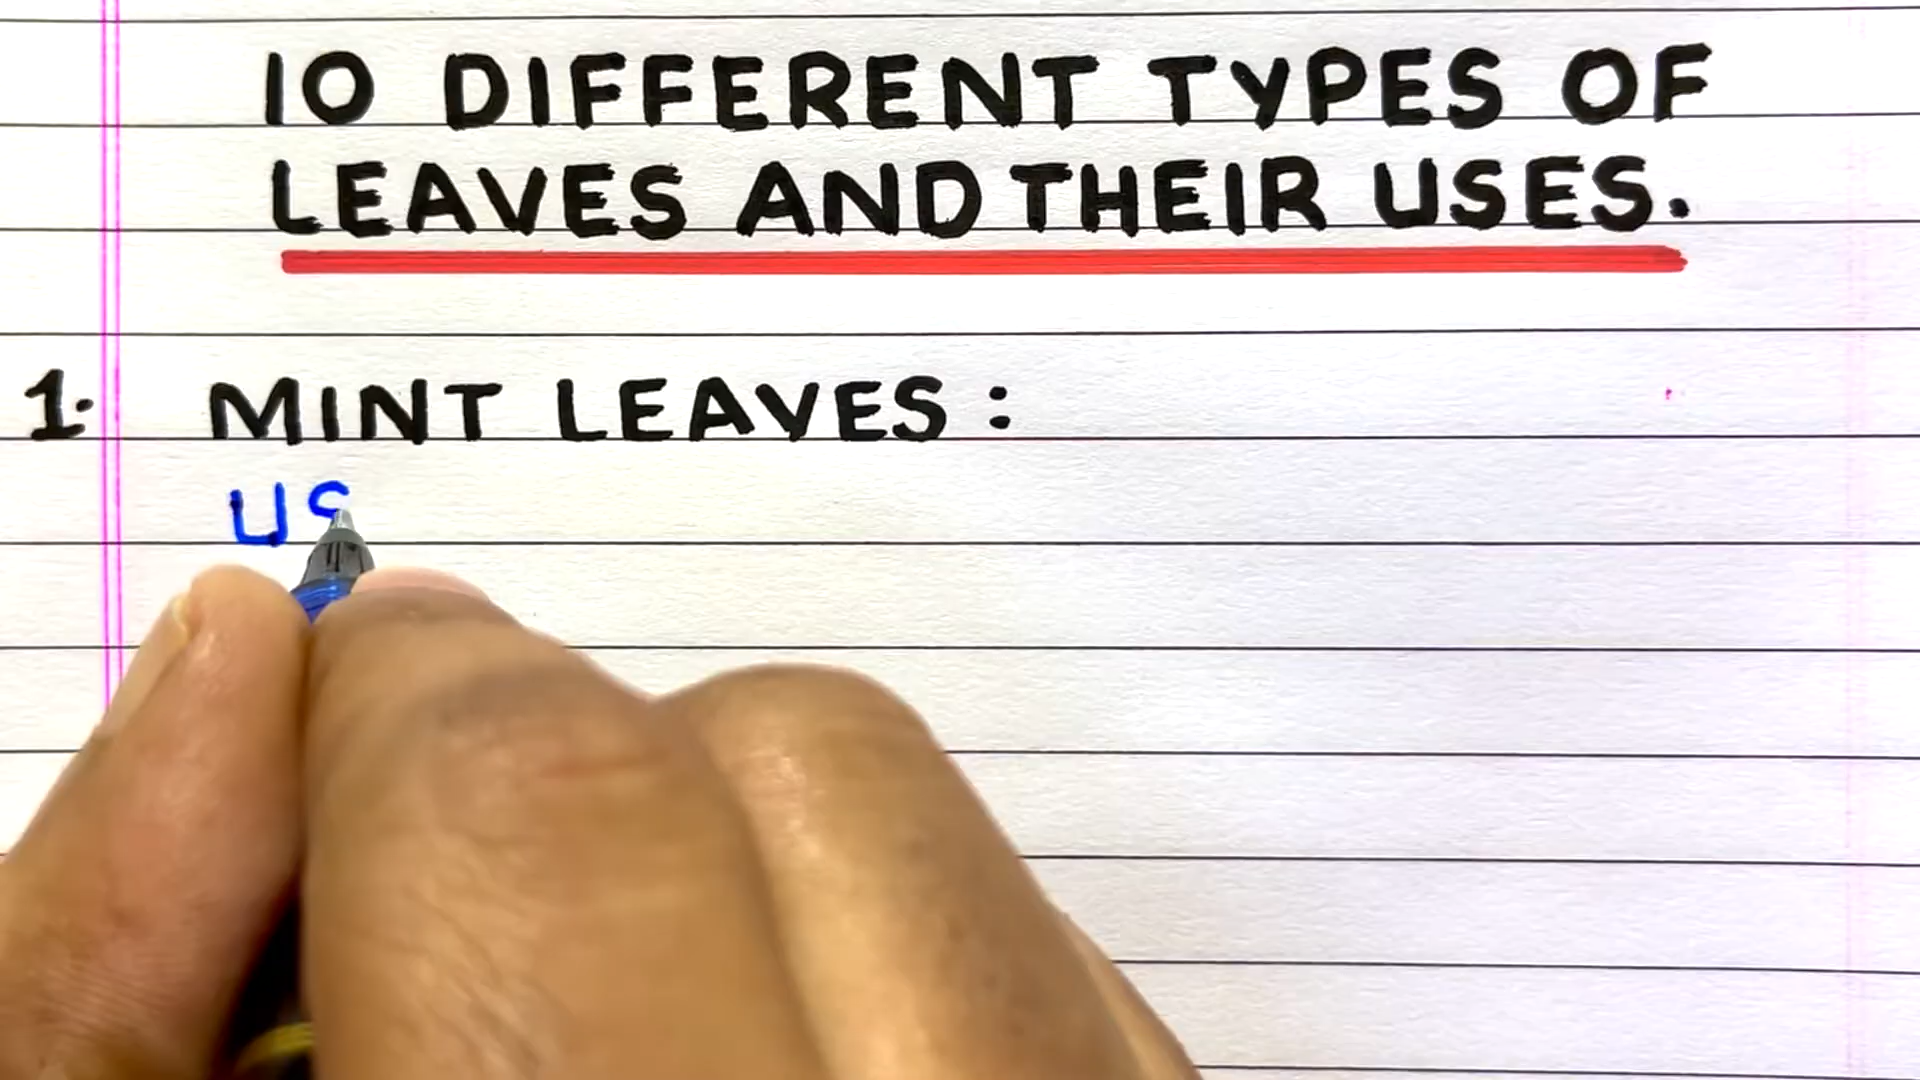 10 DIFFERENT TYPES OF
LEAVES AND THEIR USES.
1. MINT LEAVES :
US